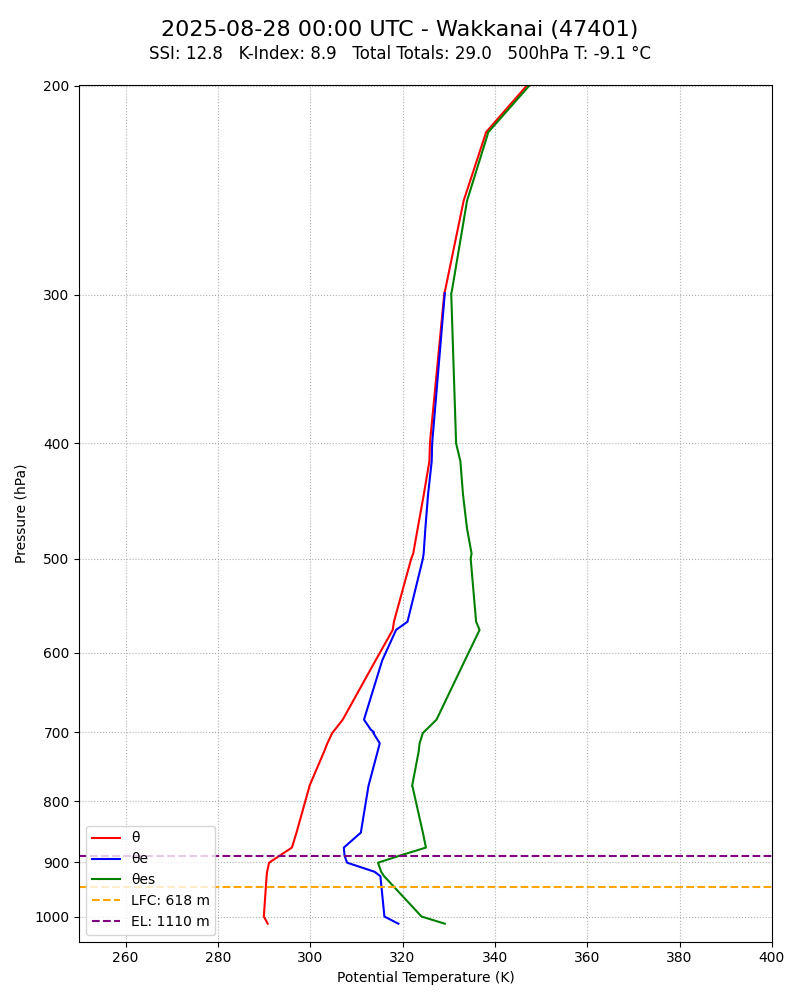 2025-08-28 00:00 UTC - Wakkanai (47401)
SSI: 12.8   K-Index: 8.9   Total Totals: 29.0   500hPa T: -9.1 °C
200
300
400
500
600
700
800
900
1000
Pressure (hPa)
θ
θe
θes
LFC: 618 m
EL: 1110 m
260 280 300 320 340 360 380 400
Potential Temperature (K)